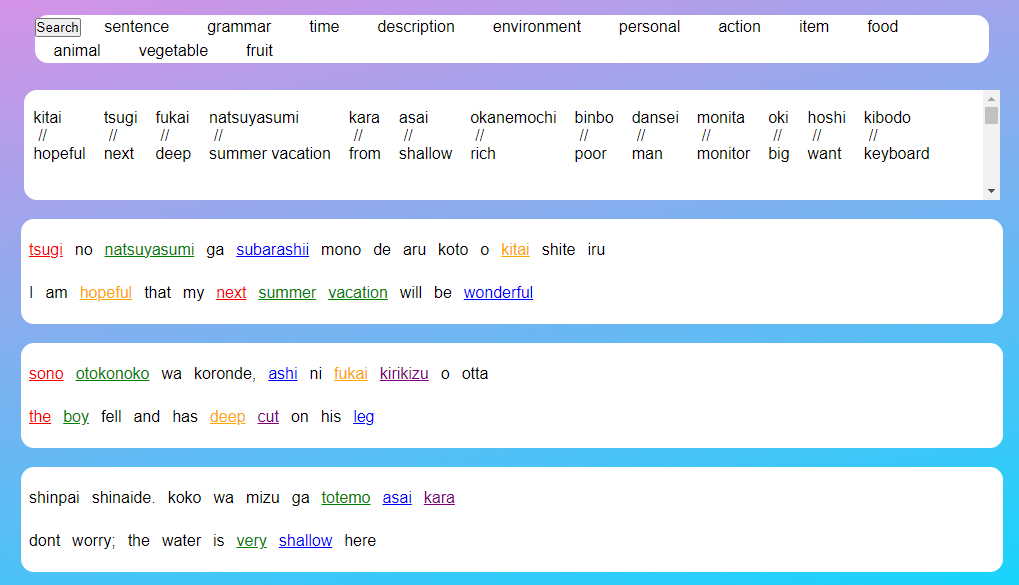 Search sentence grammar time description environment personal action item food
animal vegetable fruit
kitai tsugi fukai natsuyasumi kara asai okanemochi binbo dansei monita oki hoshi kibodo
// // // // // // // // // // // // //
hopeful next deep summer vacation from shallow rich poor man monitor big want keyboard
tsugi no natsuyasumi ga subarashii mono de aru koto o kitai shite iru
I am hopeful that my next summer vacation will be wonderful
sono otokonoko wa koronde, ashi ni fukai kirikizu o otta
the boy fell and has deep cut on his leg
shinpai shinaide. koko wa mizu ga totemo asai kara
dont worry; the water is very shallow here